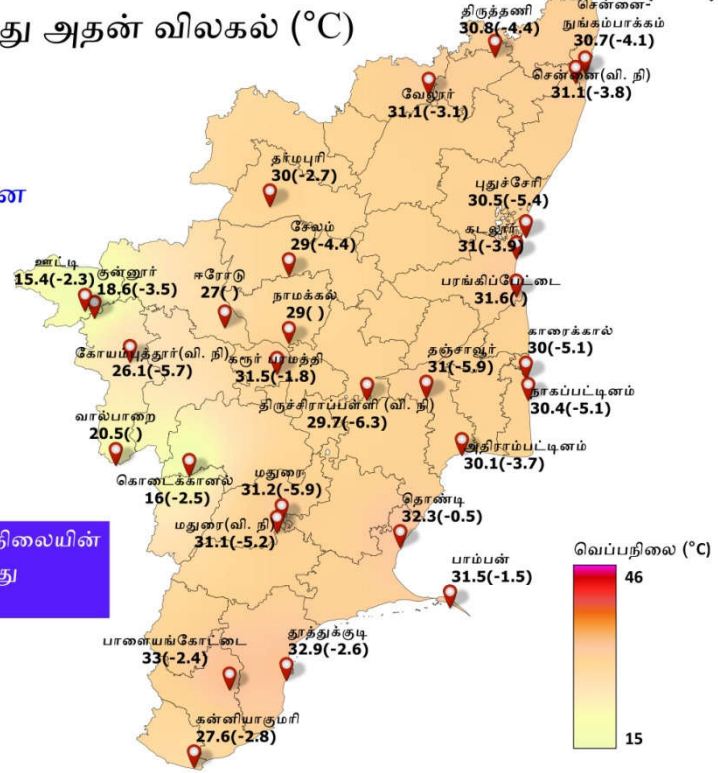 து அதன் விலகல் (°C)
ன
நிலையின்
து
திருத்தணி
30.8(-4.4)
சென்னை-
நுங்கம்பாக்கம்
30.7(-4.1)
சென்னை(வி. நி)
31.1(-3.8)
வேலூர்
31.1(-3.1)
தர்மபுரி
30(-2.7)
புதுச்சேரி
30.5(-5.4)
சேலம்
29(-4.4)
கடலூர்
31(-3.9)
ஊட்டி
15.4(-2.3)
குன்னூர்
18.6(-3.5)
ஈரோடு
27( )
பரங்கிப்பேட்டை
31.6( )
நாமக்கல்
29( )
காரைக்கால்
30(-5.1)
கோயம்புத்தூர்(வி. நி)
26.1(-5.7)
கரூர் பரமத்தி
31.5(-1.8)
தஞ்சாவூர்
31(-5.9)
நாகப்பட்டினம்
30.4(-5.1)
திருச்சிராப்பள்ளி (வி. நி)
29.7(-6.3)
வால்பாறை
20.5( )
அதிராம்பட்டினம்
30.1(-3.7)
கொடைக்கானல்
16(-2.5)
மதுரை
31.2(-5.9)
மதுரை(வி. நி)
31.1(-5.2)
தொண்டி
32.3(-0.5)
பாம்பன்
31.5(-1.5)
பாளையங்கோட்டை
33(-2.4)
தூத்துக்குடி
32.9(-2.6)
கன்னியாகுமரி
27.6(-2.8)
வெப்பநிலை (°C)
46
15